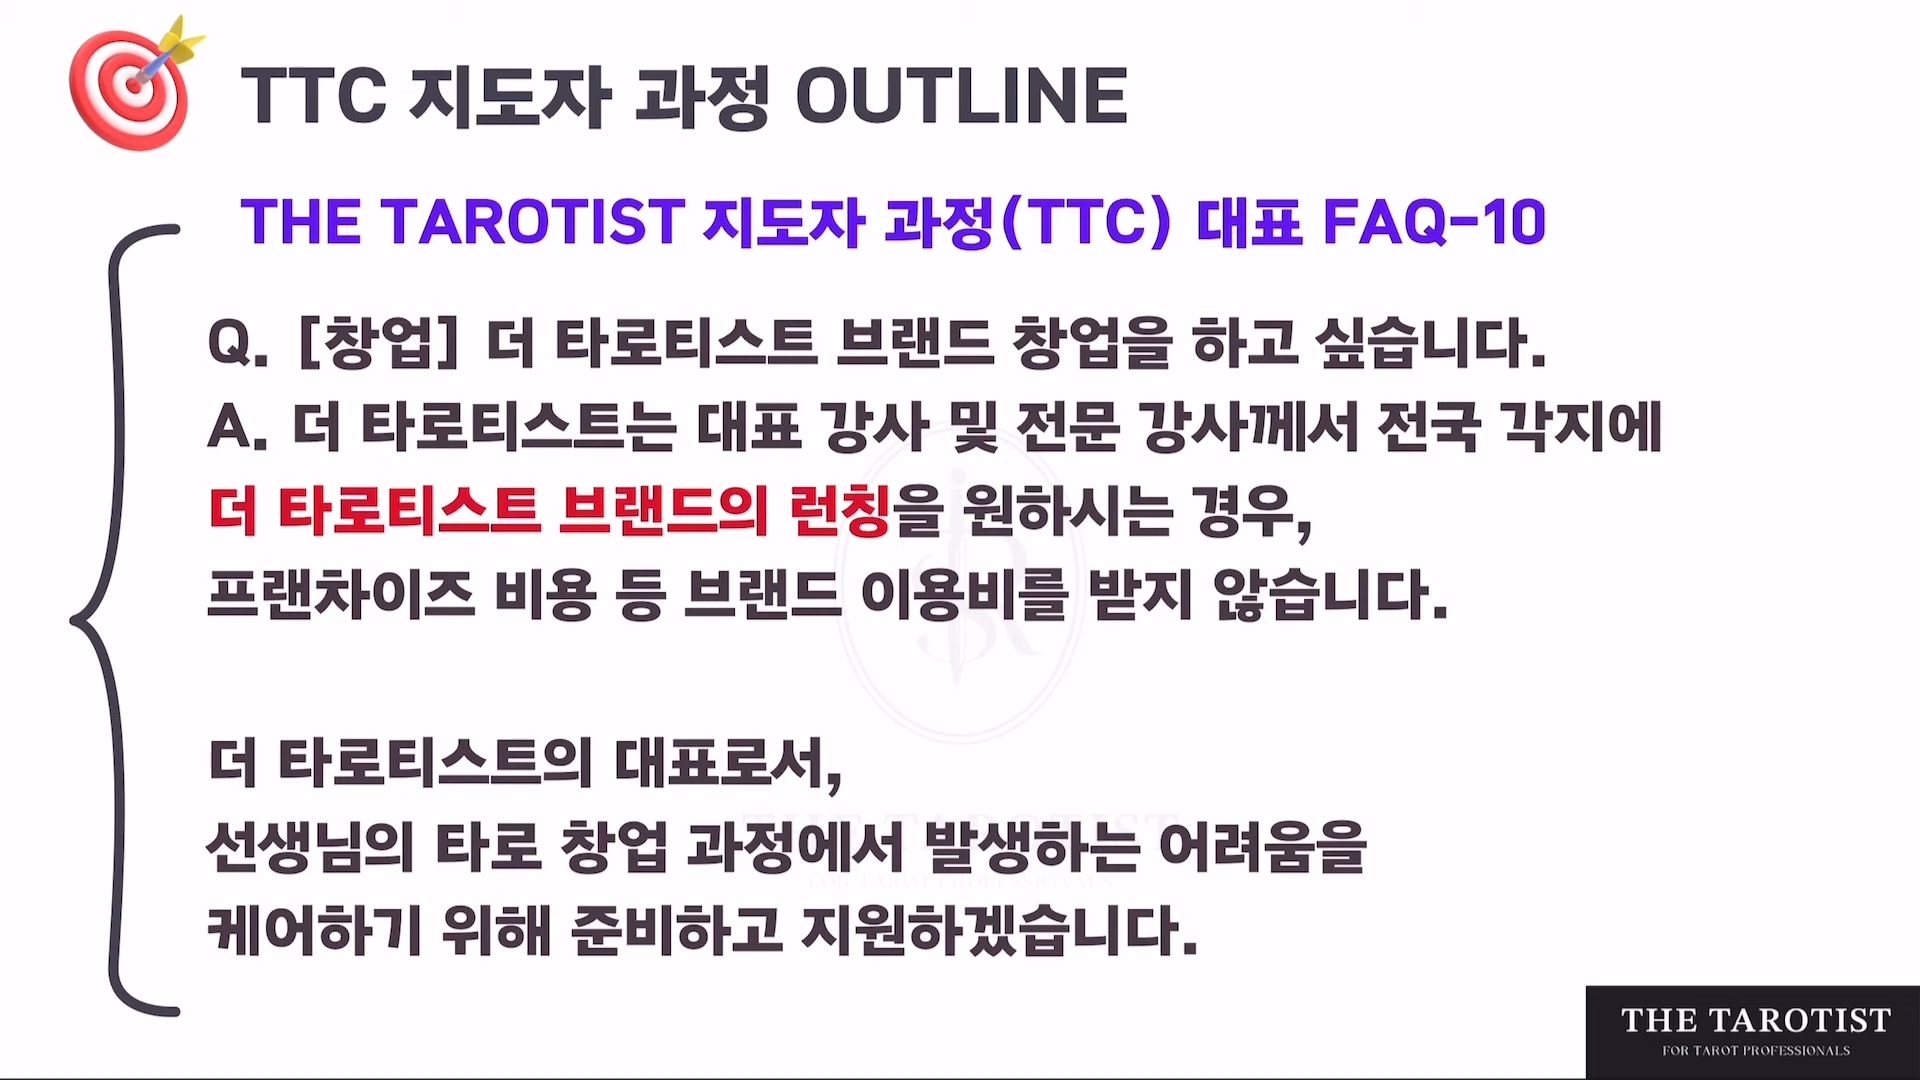 TTC 지도자 과정 OUTLINE
THE TAROTIST 지도자 과정(TTC) 대표 FAQ-10
Q. [창업] 더 타로티스트 브랜드 창업을 하고 싶습니다.
A. 더 타로티스트는 대표 강사 및 전문 강사께서 전국 각지에
더 타로티스트 브랜드의 런칭을 원하시는 경우,
프랜차이즈 비용 등 브랜드 이용비를 받지 않습니다.
더 타로티스트의 대표로서,
선생님의 타로 창업 과정에서 발생하는 어려움을
케어하기 위해 준비하고 지원하겠습니다.
THE TAROTIST
FOR TAROT PROFESSIONALS
THE TAROTIST
FOR TAROT PROFESSIONALS